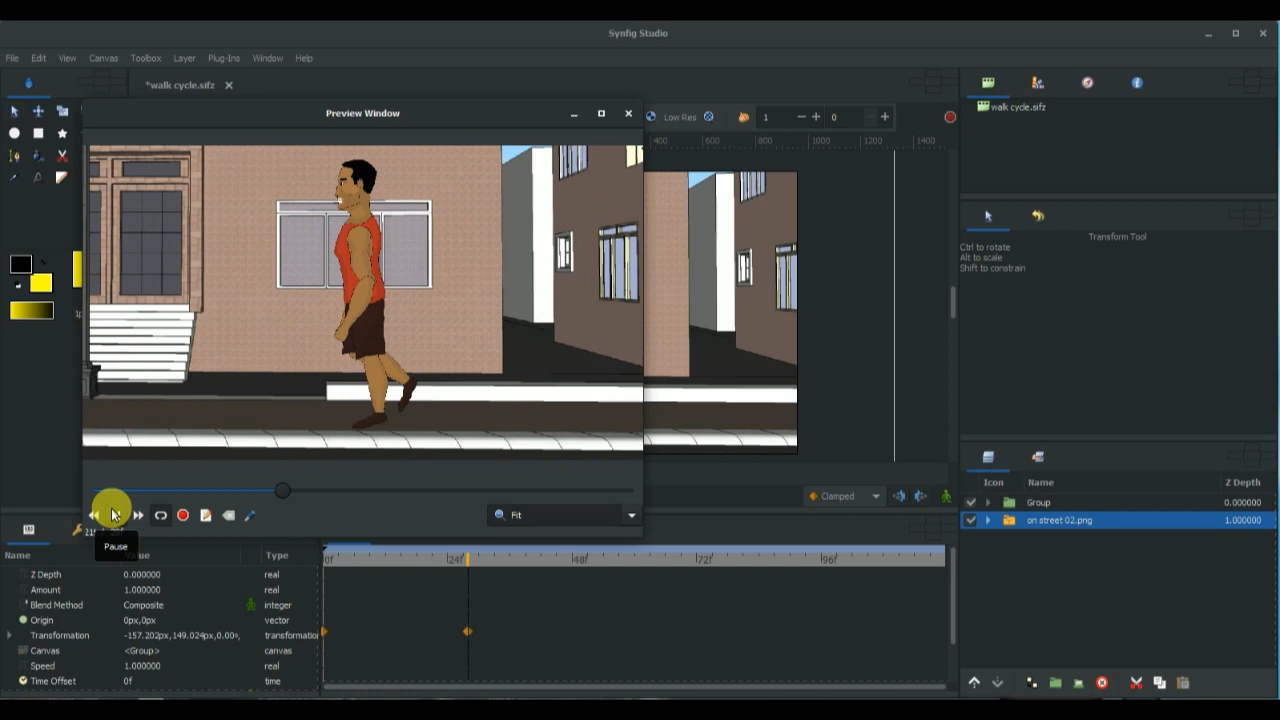 Synfig Studio
File Edit View Canvas Toolbox Layer Plug-Ins Window Help
*walk cycle.sifz
Preview Window
Low Res 1 0
400 600 800 1000 1200 1400
walk cycle.sifz
Transform Tool
Ctrl to rotate
Alt to scale
Shift to constrain
Clamped
Fit
Pause
Icon Name Z Depth
Group 0.000000
on street 02.png 1.000000
Name Value Type
0f 24f 48f 72f 96f
Z Depth 0.000000 real
Amount 1.000000 real
Blend Method Composite integer
Origin 0px,0px vector
Transformation -157.202px,149.024px,0.00°, transformatio
Canvas <Group> canvas
Speed 1.000000 real
Time Offset 0f time